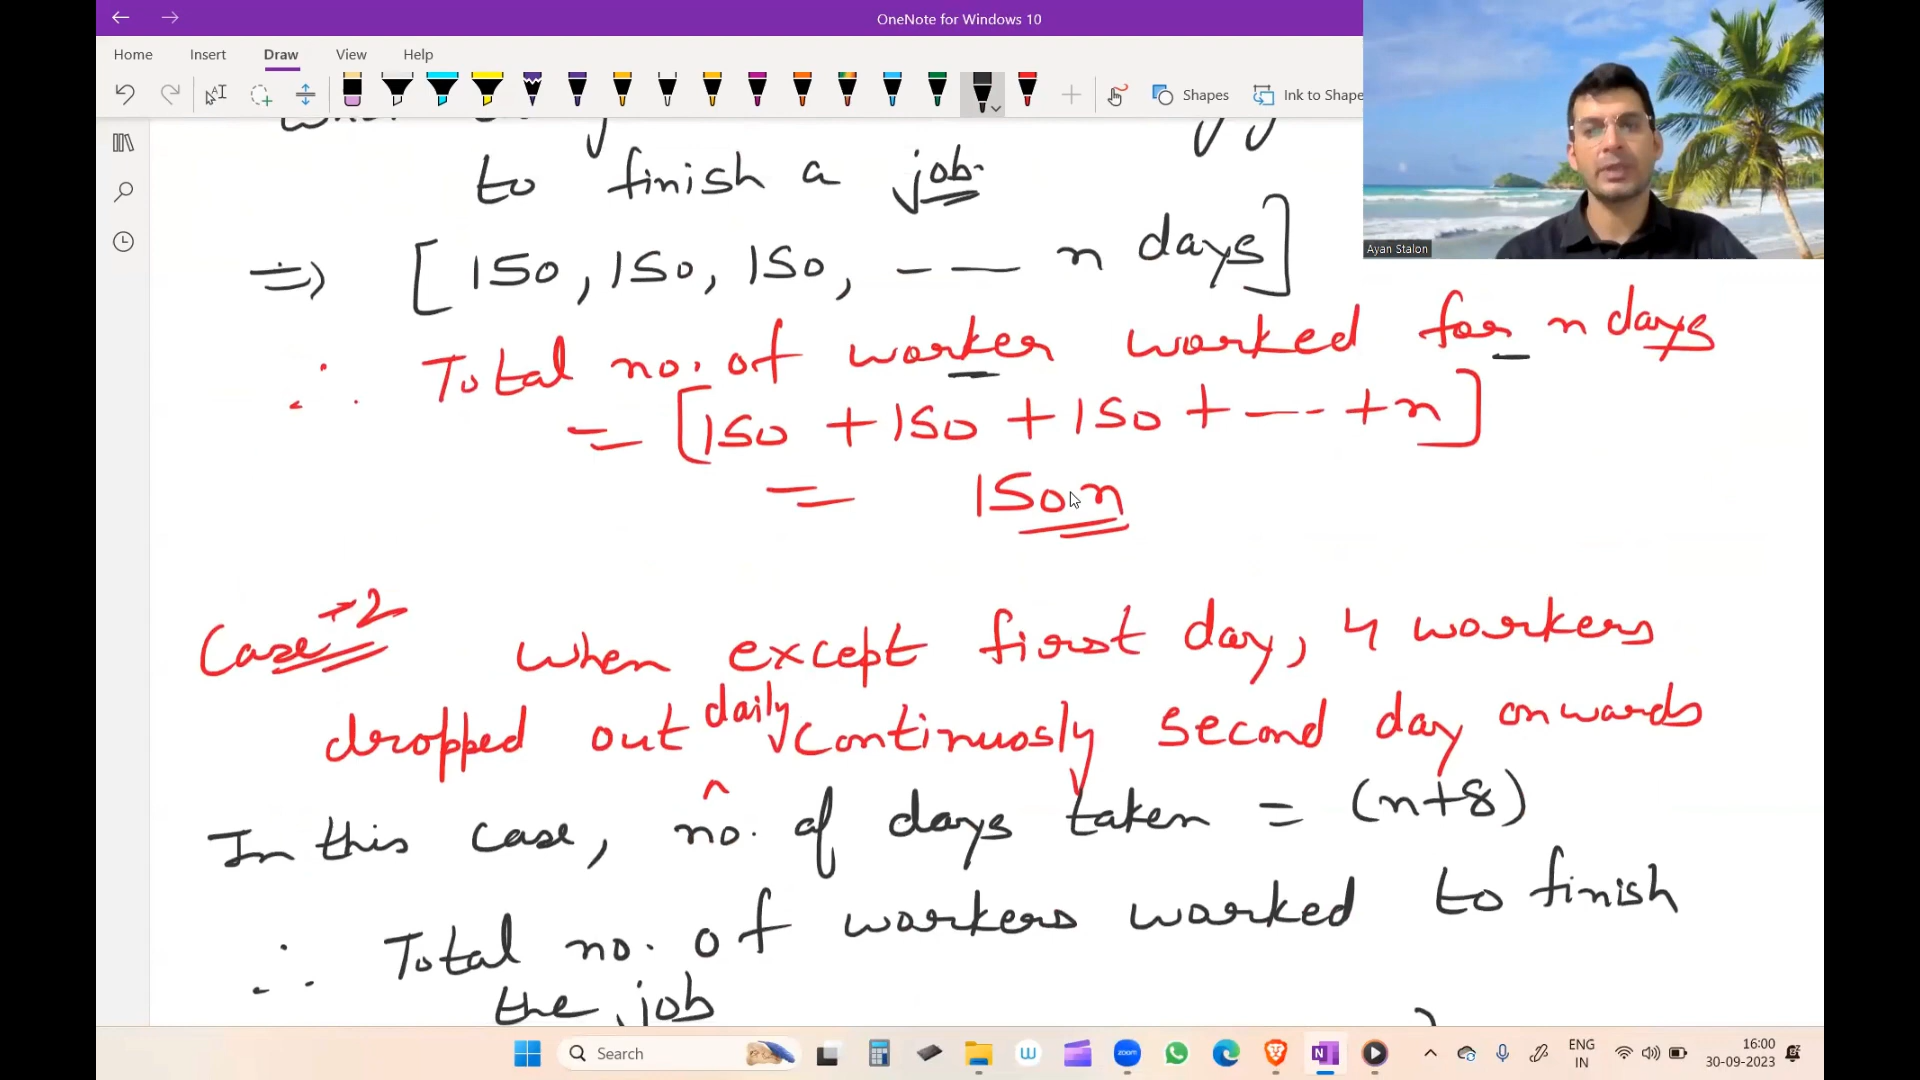 OneNote for Windows 10
Home Insert Draw View Help
Shapes Ink to Shape
to finish a job.
Ayan Stalon
⇒ [150, 150, 150, - — n days]
∴ Total no. of worker worked for n days
= [150 + 150 + 150 + --- + n]
= 150n
Case-2 when except first day, 4 workers
dropped out daily continuosly second day onwards
In this case, no. of days taken = (n+8)
∴ Total no. of workers worked to finish
the job
Search
ENG
IN
16:00
30-09-2023